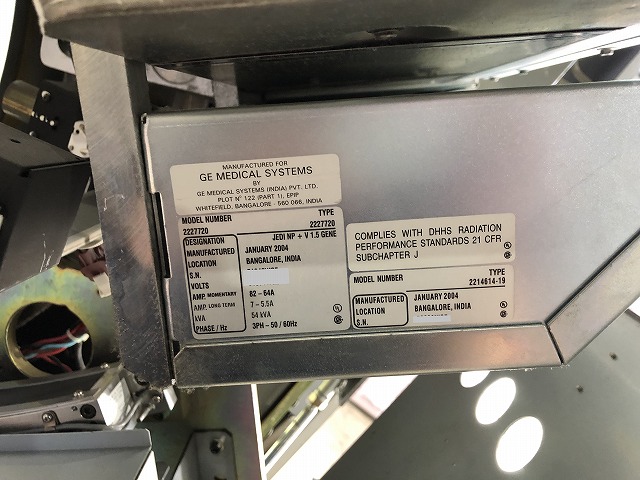 MANUFACTURED FOR
GE MEDICAL SYSTEMS
BY
GE MEDICAL SYSTEMS (INDIA) PVT. LTD.
PLOT N° 122 (PART 1), EPIP
WHITEFIELD, BANGALORE - 560 066, INDIA
MODEL NUMBER TYPE
2227720 2227720
DESIGNATION JEDI NP + V 1.5 GENE
MANUFACTURED JANUARY 2004
LOCATION BANGALORE, INDIA
S.N.
VOLTS
AMP. MOMENTARY 82-64A
AMP. LONG TERM 7-5.5A
kVA 54 kVA
PHASE / Hz 3PH-50 / 60Hz
COMPLIES WITH DHHS RADIATION
PERFORMANCE STANDARDS 21 CFR
SUBCHAPTER J
MODEL NUMBER TYPE
2214614-19
MANUFACTURED JANUARY 2004
LOCATION BANGALORE, INDIA
S.N.